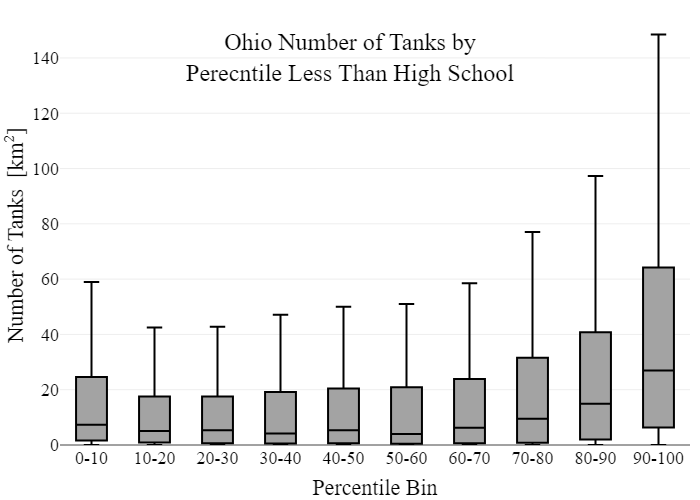 Ohio Number of Tanks by
Perecntile Less Than High School
Number of Tanks [km²]
140
120
100
80
60
40
20
0
0-10 10-20 20-30 30-40 40-50 50-60 60-70 70-80 80-90 90-100
Percentile Bin